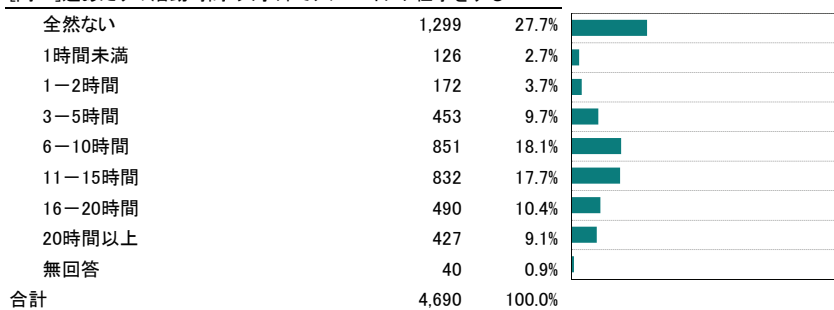 全然ない 1,299 27.7%
1時間未満 126 2.7%
1－2時間 172 3.7%
3－5時間 453 9.7%
6－10時間 851 18.1%
11－15時間 832 17.7%
16－20時間 490 10.4%
20時間以上 427 9.1%
無回答 40 0.9%
合計 4,690 100.0%